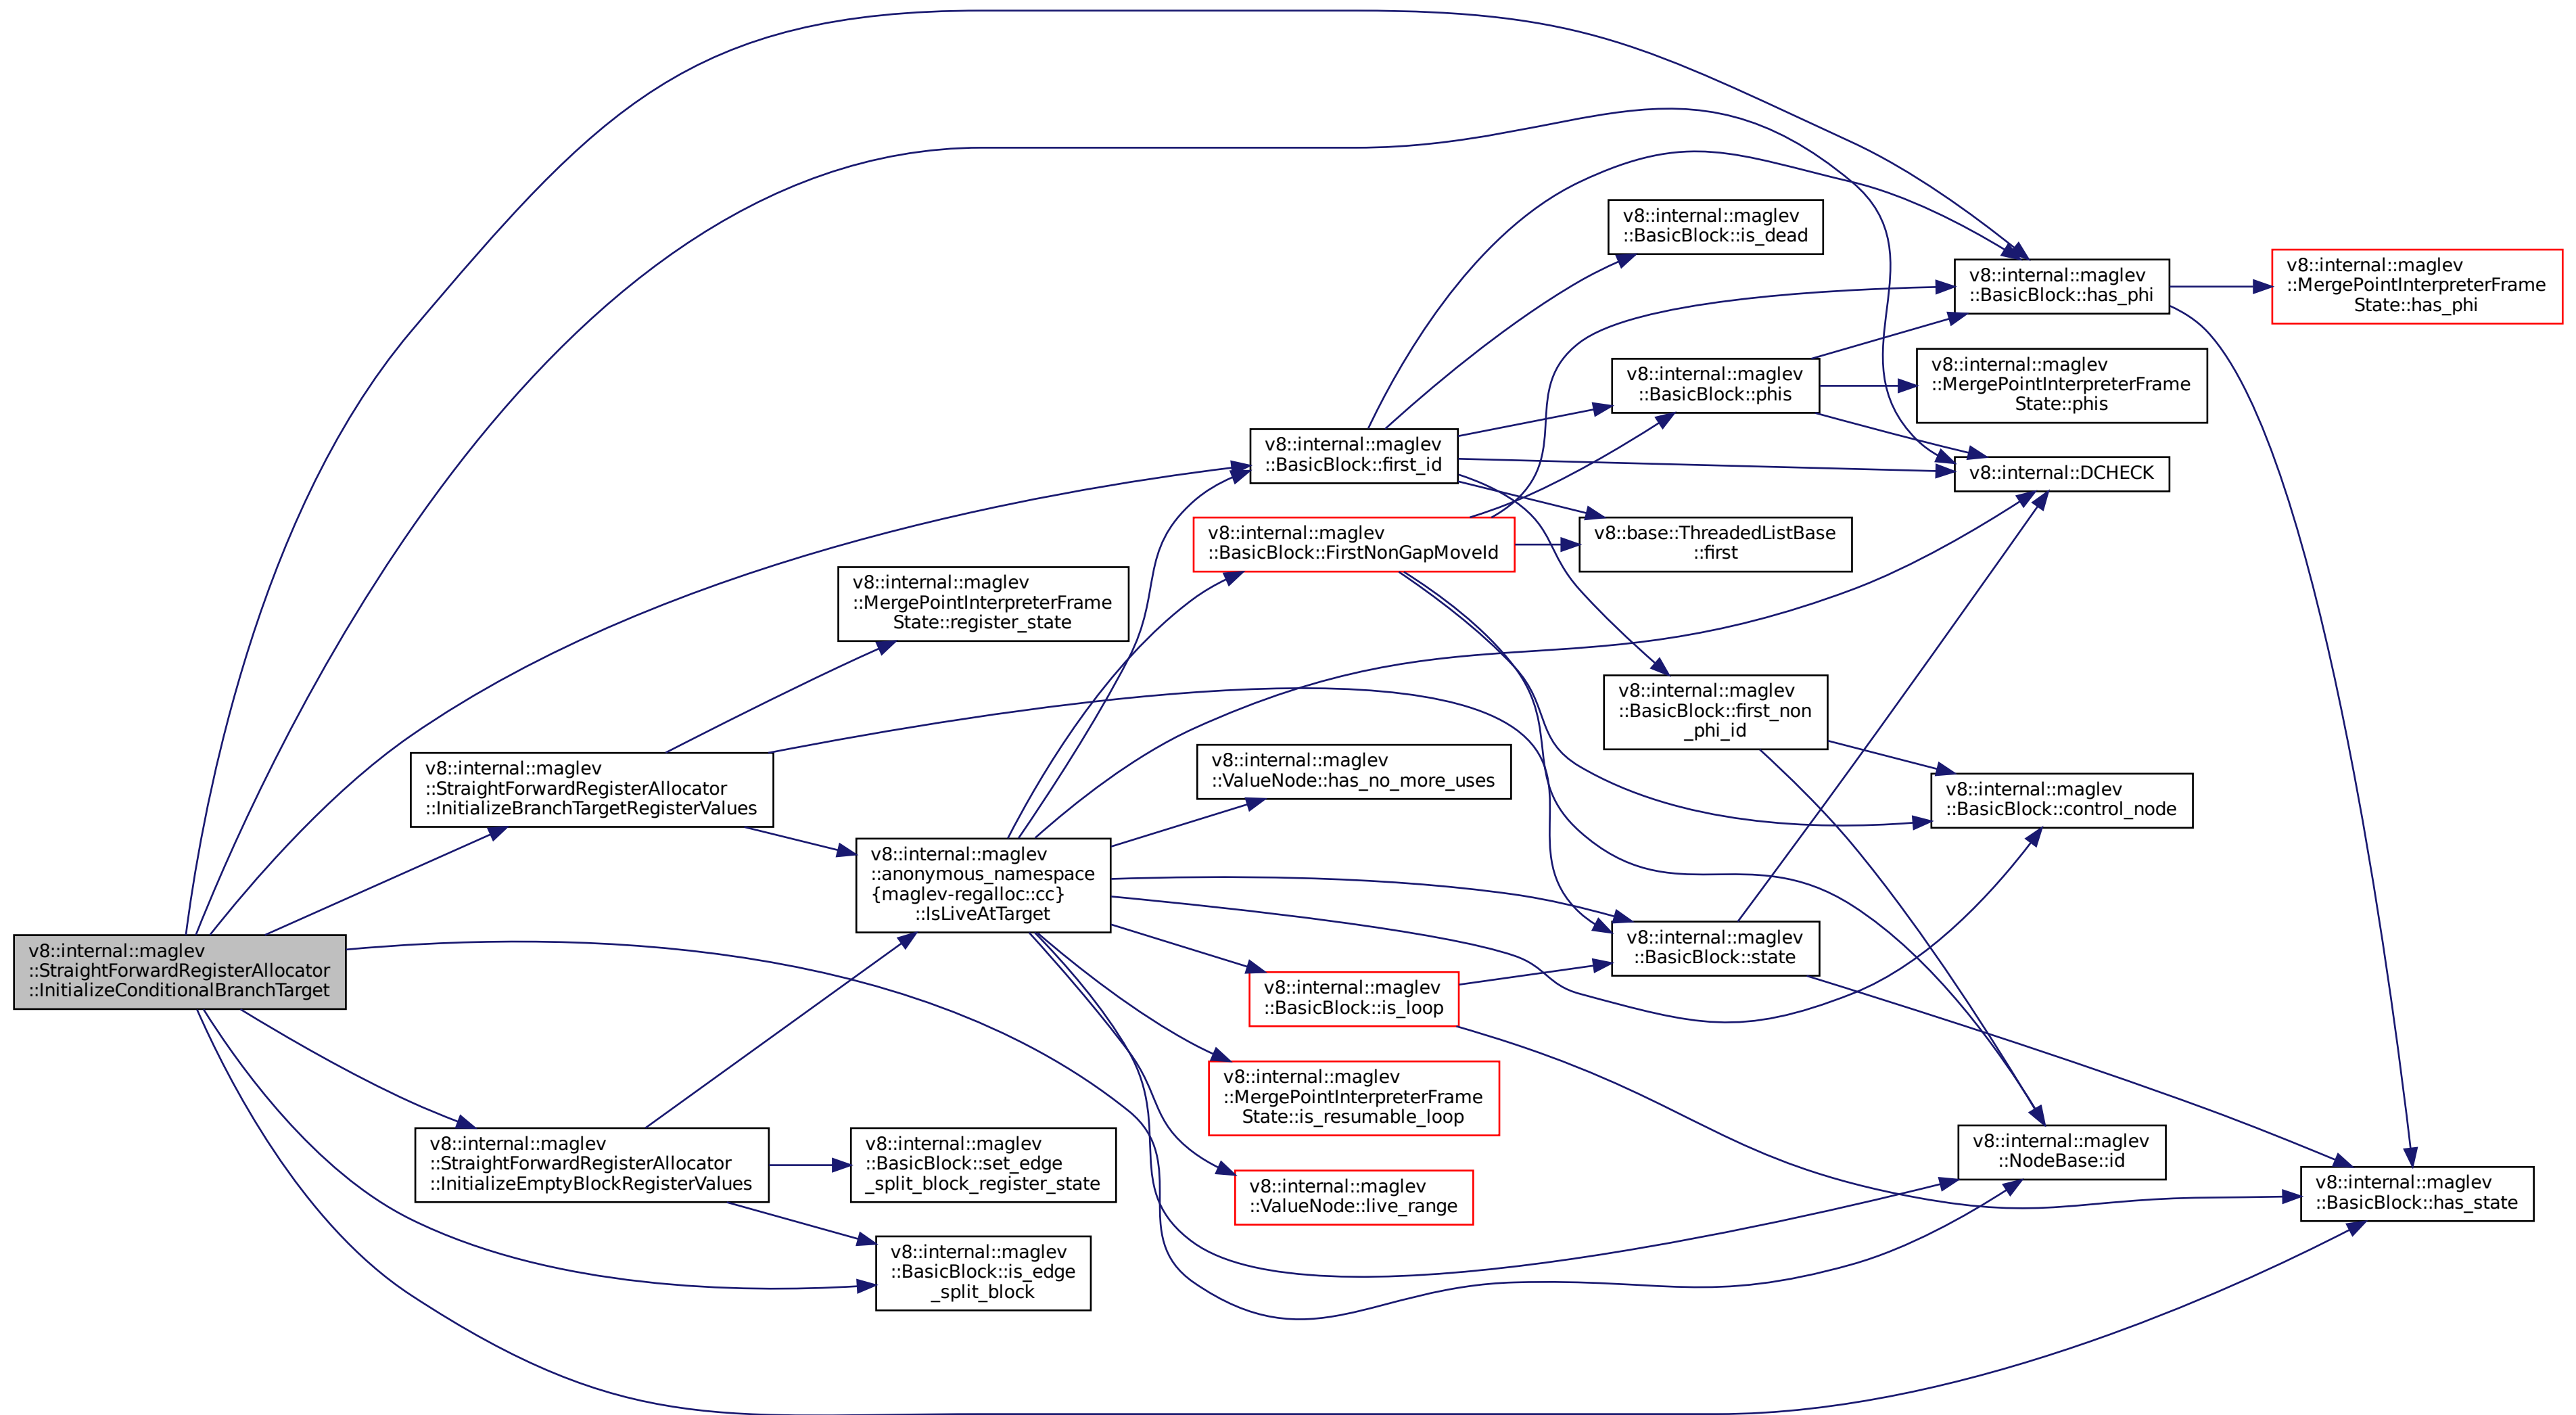 v8::internal::maglev
::StraightForwardRegisterAllocator
::InitializeConditionalBranchTarget
v8::internal::maglev
::StraightForwardRegisterAllocator
::InitializeBranchTargetRegisterValues
v8::internal::maglev
::StraightForwardRegisterAllocator
::InitializeEmptyBlockRegisterValues
v8::internal::maglev
::MergePointInterpreterFrame
State::register_state
v8::internal::maglev
::anonymous_namespace
{maglev-regalloc::cc}
::IsLiveAtTarget
v8::internal::maglev
::BasicBlock::set_edge
_split_block_register_state
v8::internal::maglev
::BasicBlock::is_edge
_split_block
v8::internal::maglev
::BasicBlock::first_id
v8::internal::maglev
::BasicBlock::FirstNonGapMoveId
v8::internal::maglev
::ValueNode::has_no_more_uses
v8::internal::maglev
::BasicBlock::is_loop
v8::internal::maglev
::MergePointInterpreterFrame
State::is_resumable_loop
v8::internal::maglev
::ValueNode::live_range
v8::internal::maglev
::BasicBlock::is_dead
v8::internal::maglev
::BasicBlock::phis
v8::base::ThreadedListBase
::first
v8::internal::maglev
::BasicBlock::first_non
_phi_id
v8::internal::maglev
::BasicBlock::state
v8::internal::maglev
::BasicBlock::has_phi
v8::internal::maglev
::MergePointInterpreterFrame
State::phis
v8::internal::DCHECK
v8::internal::maglev
::BasicBlock::control_node
v8::internal::maglev
::NodeBase::id
v8::internal::maglev
::MergePointInterpreterFrame
State::has_phi
v8::internal::maglev
::BasicBlock::has_state